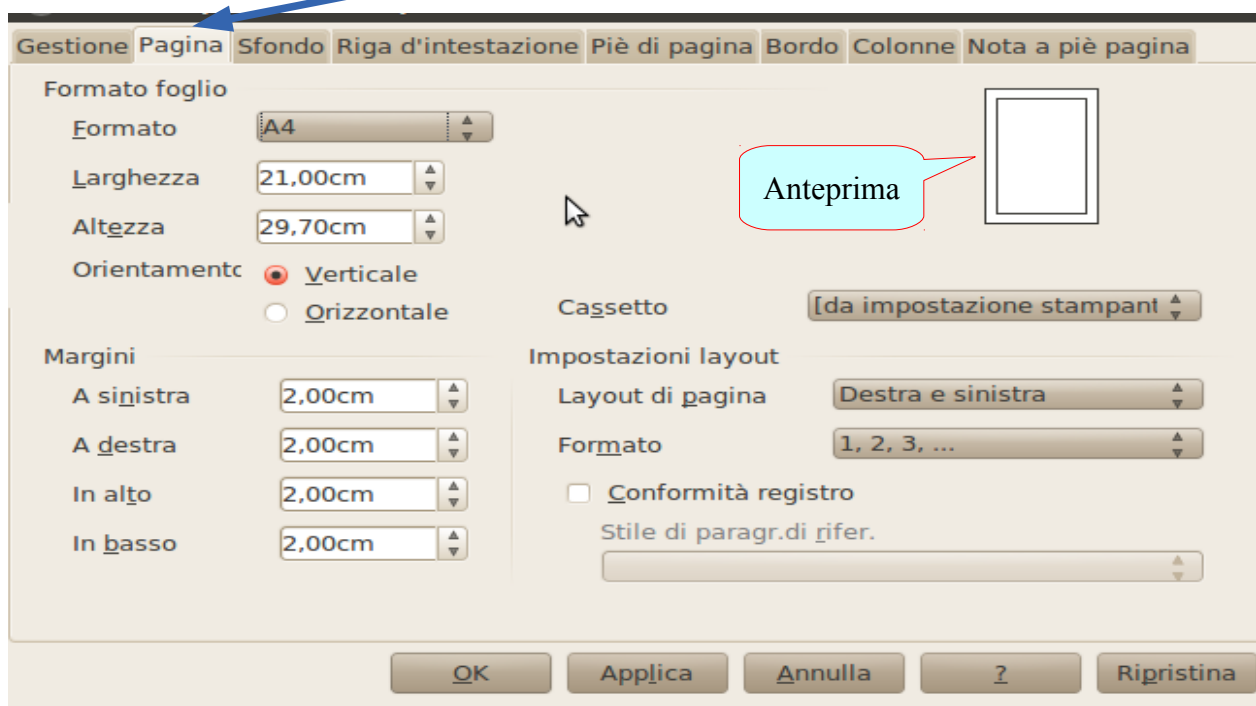 Gestione Pagina Sfondo Riga d'intestazione Piè di pagina Bordo Colonne Nota a piè pagina
Formato foglio
Formato A4
Larghezza 21,00cm
Anteprima
Altezza 29,70cm
Orientamento Verticale
Orizzontale
Cassetto [da impostazione stampant
Margini Impostazioni layout
A sinistra 2,00cm Layout di pagina Destra e sinistra
A destra 2,00cm Formato 1, 2, 3, ...
In alto 2,00cm Conformità registro
Stile di paragr.di rifer.
In basso 2,00cm
OK Applica Annulla ? Ripristina